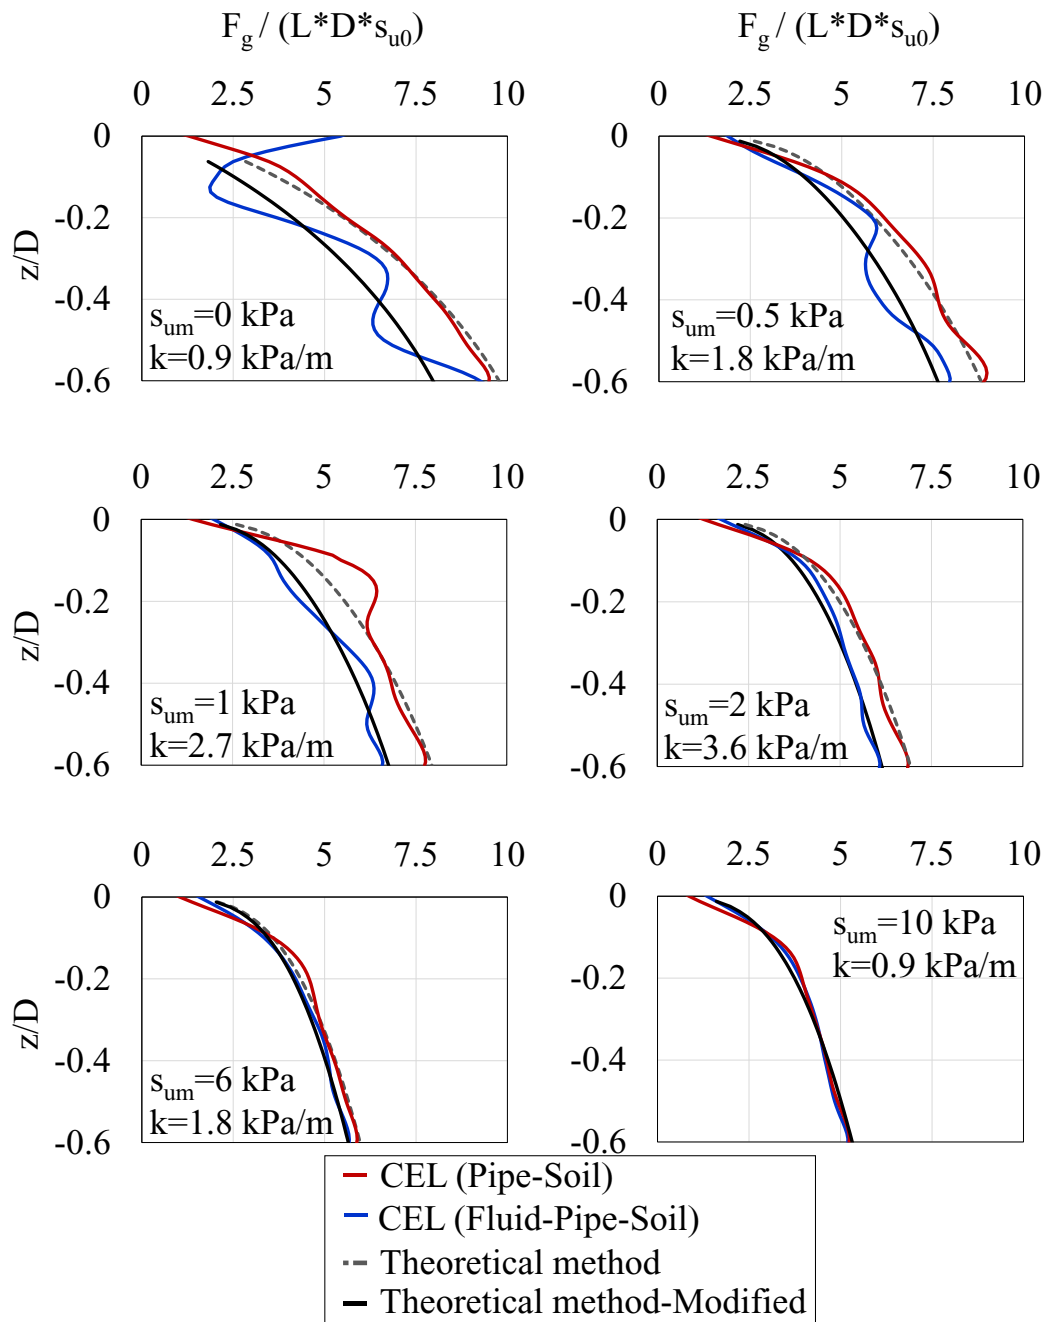 F_g / (L*D*s_u0) F_g / (L*D*s_u0)
0 2.5 5 7.5 10 0 2.5 5 7.5 10
0 0
-0.2 -0.2
z/D
-0.4 -0.4
s_um=0 kPa s_um=0.5 kPa
k=0.9 kPa/m k=1.8 kPa/m
-0.6 -0.6
0 2.5 5 7.5 10 0 2.5 5 7.5 10
0 0
-0.2 -0.2
z/D
-0.4 -0.4
s_um=1 kPa s_um=2 kPa
k=2.7 kPa/m k=3.6 kPa/m
-0.6 -0.6
0 2.5 5 7.5 10 0 2.5 5 7.5 10
0 0
s_um=10 kPa
k=0.9 kPa/m
-0.2 -0.2
z/D
-0.4 -0.4
s_um=6 kPa
k=1.8 kPa/m
-0.6 -0.6
CEL (Pipe-Soil)
CEL (Fluid-Pipe-Soil)
Theoretical method
Theoretical method-Modified